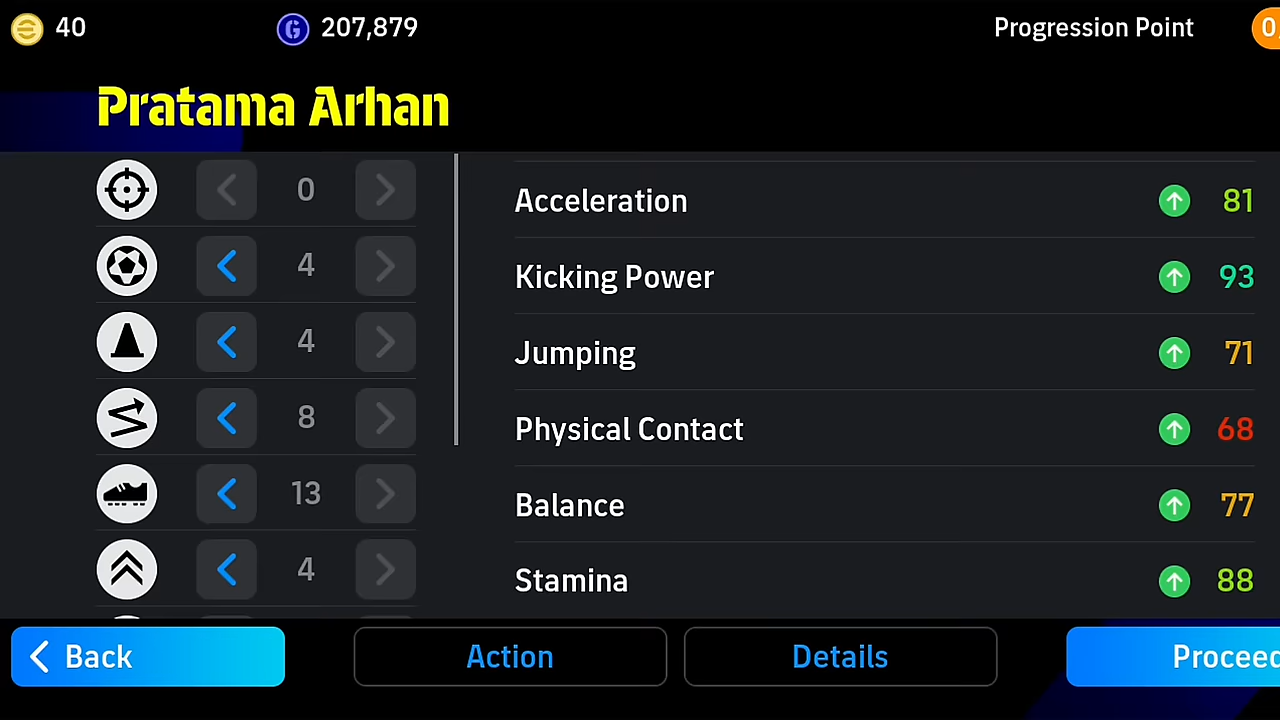 40 207,879 Progression Point 0
Pratama Arhan
0
4
4
8
13
4
Acceleration 81
Kicking Power 93
Jumping 71
Physical Contact 68
Balance 77
Stamina 88
Back Action Details Proceed